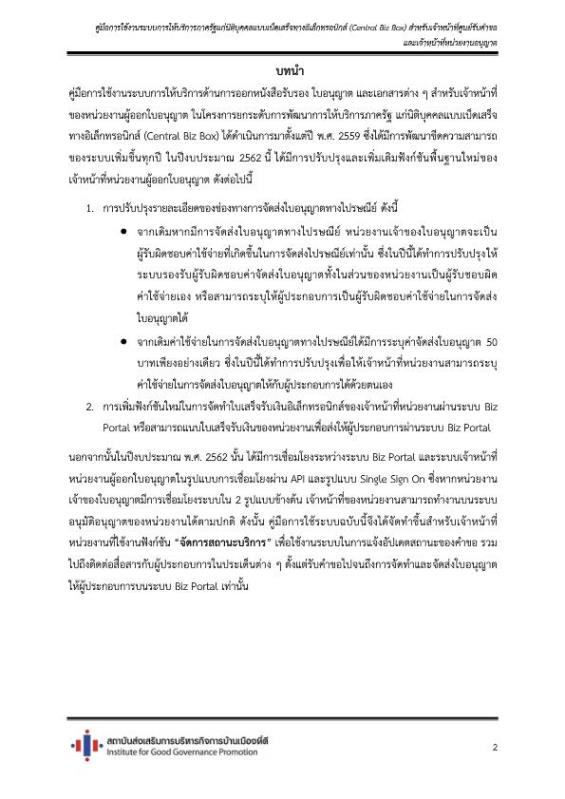 คู่มือการใช้งานระบบการให้บริการภาครัฐแก่นิติบุคคลแบบเบ็ดเสร็จทางอิเล็กทรอนิกส์ (Central Biz Box) สำหรับเจ้าหน้าที่ศูนย์รับคำขอ
และเจ้าหน้าที่หน่วยงานอนุญาต
บทนำ
คู่มือการใช้งานระบบการให้บริการด้านการออกหนังสือรับรอง ใบอนุญาต และเอกสารต่าง ๆ สำหรับเจ้าหน้าที่
ของหน่วยงานผู้ออกใบอนุญาต ในโครงการยกระดับการพัฒนาการให้บริการภาครัฐ แก่นิติบุคคลแบบเบ็ดเสร็จ
ทางอิเล็กทรอนิกส์ (Central Biz Box) ได้ดำเนินการมาตั้งแต่ปี พ.ศ. 2559 ซึ่งได้มีการพัฒนาขีดความสามารถ
ของระบบเพิ่มขึ้นทุกปี ในปีงบประมาณ 2562 นี้ ได้มีการปรับปรุงและเพิ่มเติมฟังก์ชันพื้นฐานใหม่ของ
เจ้าหน้าที่หน่วยงานผู้ออกใบอนุญาต ดังต่อไปนี้
1. การปรับปรุงรายละเอียดของช่องทางการจัดส่งใบอนุญาตทางไปรษณีย์ ดังนี้
● จากเดิมหากมีการจัดส่งใบอนุญาตทางไปรษณีย์ หน่วยงานเจ้าของใบอนุญาตจะเป็น
ผู้รับผิดชอบค่าใช้จ่ายที่เกิดขึ้นในการจัดส่งไปรษณีย์เท่านั้น ซึ่งในปีนี้ได้ทำการปรับปรุงให้
ระบบรองรับผู้รับผิดชอบค่าจัดส่งใบอนุญาตทั้งในส่วนของหน่วยงานเป็นผู้รับชอบผิด
ค่าใช้จ่ายเอง หรือสามารถระบุให้ผู้ประกอบการเป็นผู้รับผิดชอบค่าใช้จ่ายในการจัดส่ง
ใบอนุญาตได้
● จากเดิมค่าใช้จ่ายในการจัดส่งใบอนุญาตทางไปรษณีย์ได้มีการระบุค่าจัดส่งใบอนุญาต 50
บาทเพียงอย่างเดียว ซึ่งในปีนี้ได้ทำการปรับปรุงเพื่อให้เจ้าหน้าที่หน่วยงานสามารถระบุ
ค่าใช้จ่ายในการจัดส่งใบอนุญาตให้กับผู้ประกอบการได้ด้วยตนเอง
2. การเพิ่มฟังก์ชันใหม่ในการจัดทำใบเสร็จรับเงินอิเล็กทรอนิกส์ของเจ้าหน้าที่หน่วยงานผ่านระบบ Biz
Portal หรือสามารถแนบใบเสร็จรับเงินของหน่วยงานเพื่อส่งให้ผู้ประกอบการผ่านระบบ Biz Portal
นอกจากนั้นในปีงบประมาณ พ.ศ. 2562 นั้น ได้มีการเชื่อมโยงระหว่างระบบ Biz Portal และระบบเจ้าหน้าที่
หน่วยงานผู้ออกใบอนุญาตในรูปแบบการเชื่อมโยงผ่าน API และรูปแบบ Single Sign On ซึ่งหากหน่วยงาน
เจ้าของใบอนุญาตมีการเชื่อมโยงระบบใน 2 รูปแบบข้างต้น เจ้าหน้าที่ของหน่วยงานสามารถทำงานบนระบบ
อนุมัติอนุญาตของหน่วยงานได้ตามปกติ ดังนั้น คู่มือการใช้ระบบฉบับนี้จึงได้จัดทำขึ้นสำหรับเจ้าหน้าที่
หน่วยงานที่ใช้งานฟังก์ชัน “จัดการสถานะบริการ” เพื่อใช้งานระบบในการแจ้งอัปเดตสถานะของคำขอ รวม
ไปถึงติดต่อสื่อสารกับผู้ประกอบการในประเด็นต่าง ๆ ตั้งแต่รับคำขอไปจนถึงการจัดทำและจัดส่งใบอนุญาต
ให้ผู้ประกอบการบนระบบ Biz Portal เท่านั้น
สถาบันส่งเสริมการบริหารกิจการบ้านเมืองที่ดี
Institute for Good Governance Promotion
2